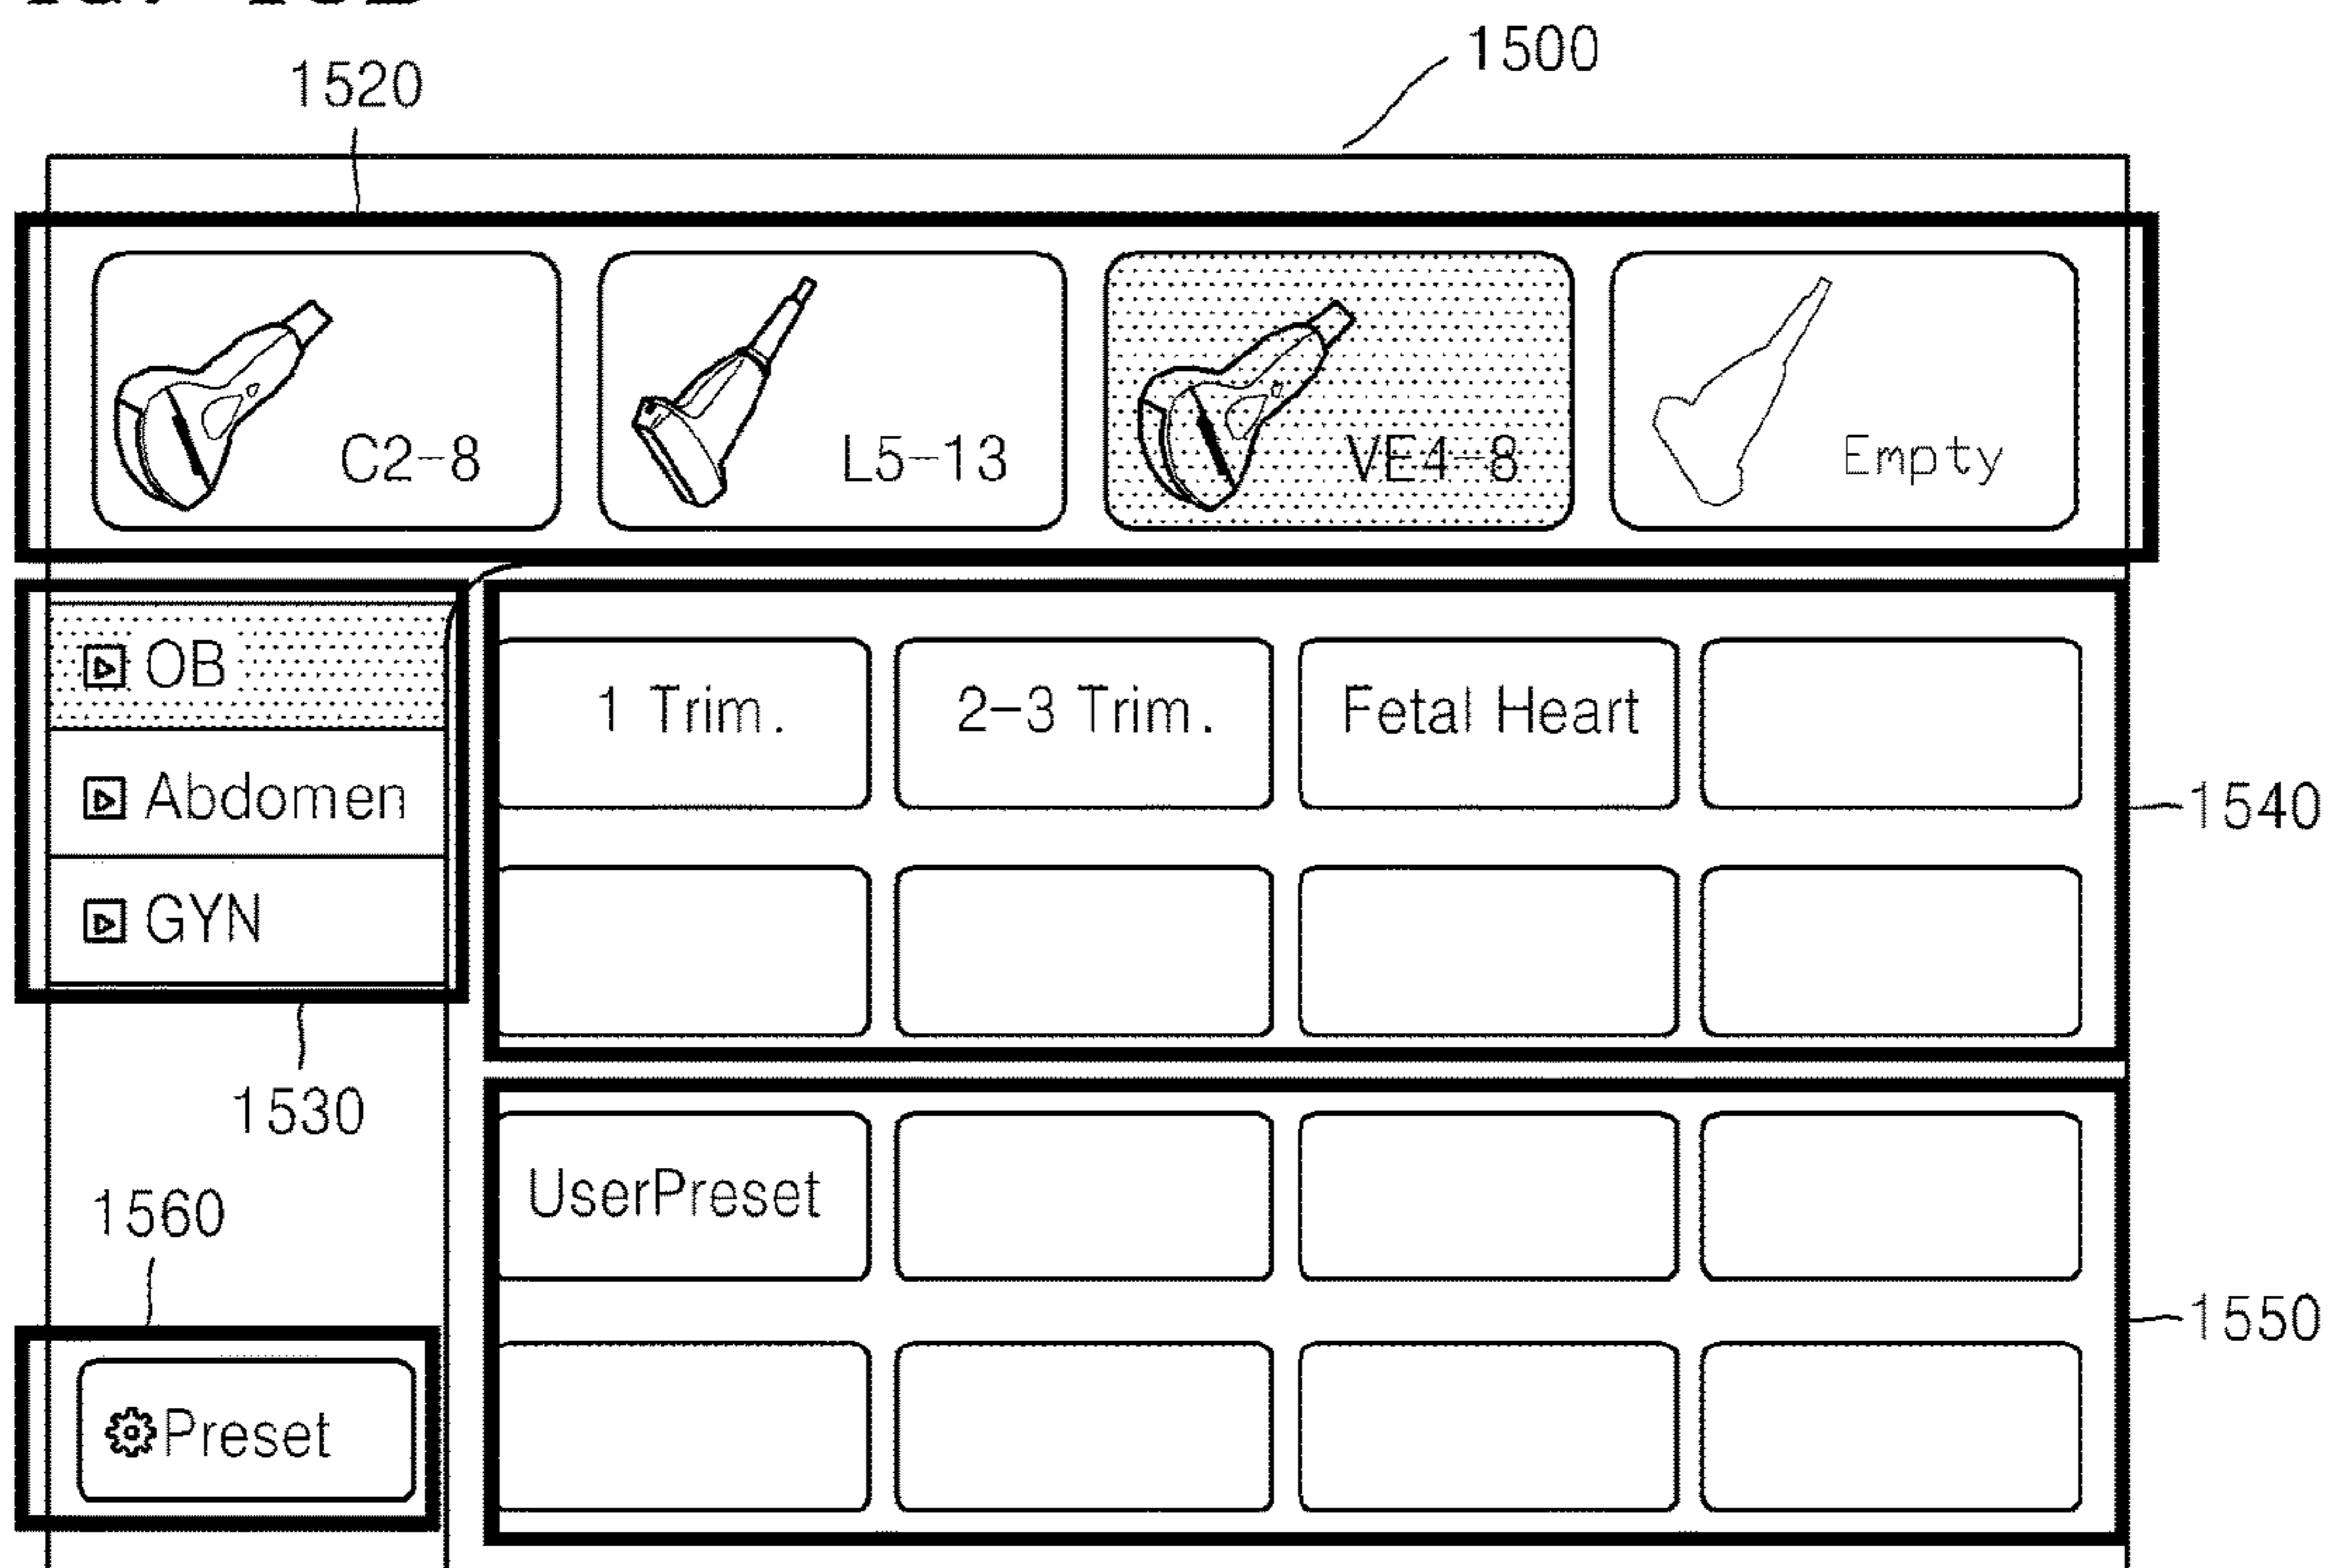 1500
1520
C2-8
L5-13
VE4-8
Empty
OB
Abdomen
GYN
1 Trim.
2-3 Trim.
Fetal Heart
1540
1530
UserPreset
1560
1550
Preset